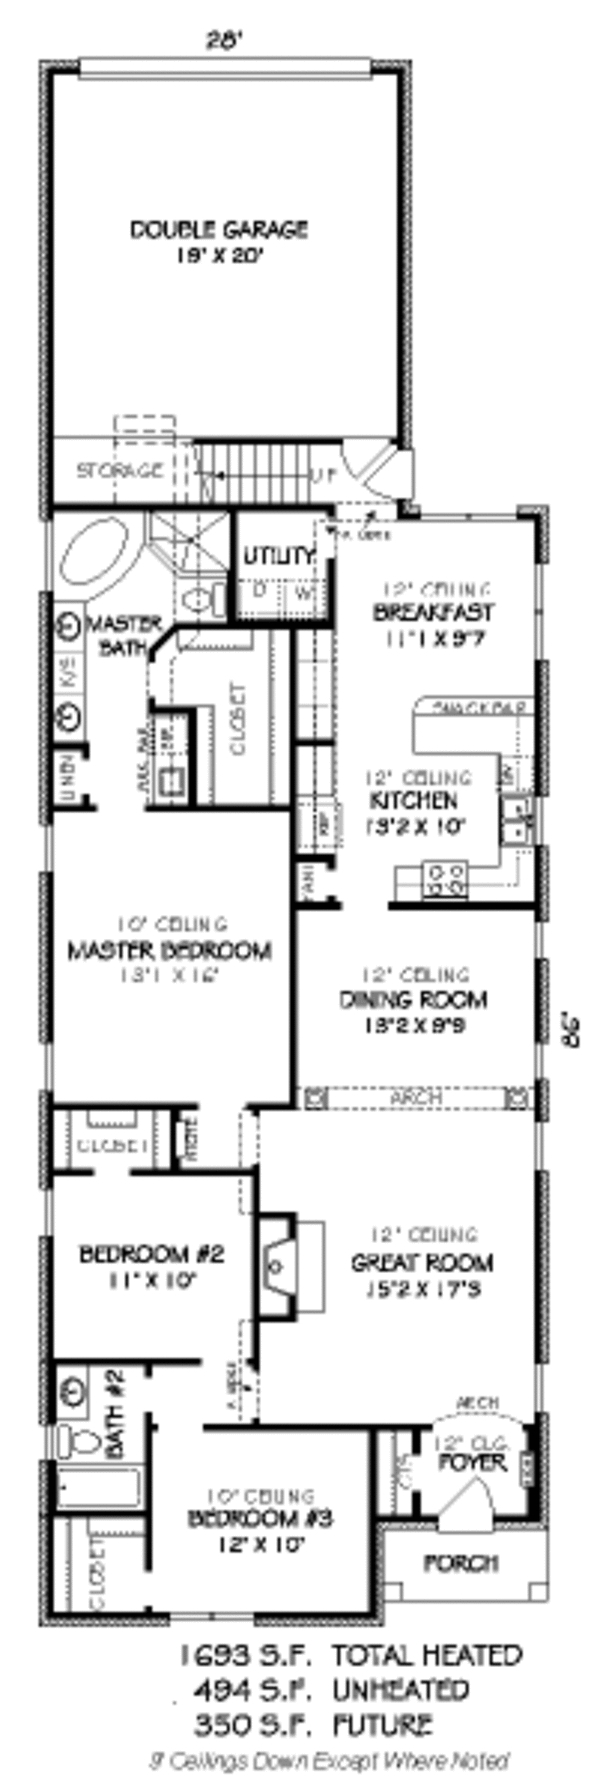 28'
DOUBLE GARAGE
19' X 20'
STORAGE
UP
UTILITY
D W
12' CEILING
BREAKFAST
11'1 X 9'7
MASTER
BATH
K/S
CLOSET
SNACK BAR
LINEN
DW
12' CEILING
KITCHEN
13'2 X 10'
REF
10' CEILING
MASTER BEDROOM
13'1 X 16'
12' CEILING
DINING ROOM
13'2 X 9'9
86'
ARCH
CLOSET
12' CEILING
GREAT ROOM
15'2 X 17'3
BEDROOM #2
11' X 10'
BATH #2
ARCH
12' CLG.
FOYER
10' CEILING
BEDROOM #3
12' X 10'
CLOSET
PORCH
1693 S.F. TOTAL HEATED
494 S.F. UNHEATED
350 S.F. FUTURE
9' Ceilings Down Except Where Noted